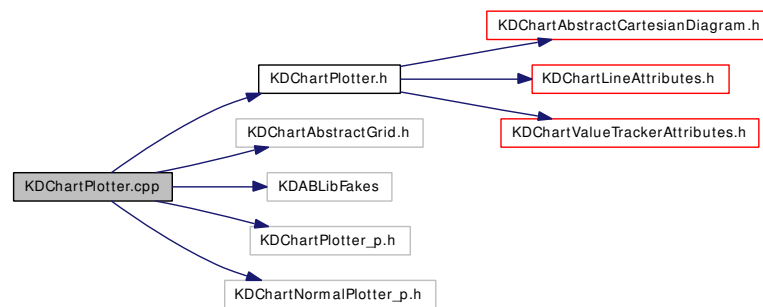 KDChartAbstractCartesianDiagram.h
KDChartPlotter.h
KDChartLineAttributes.h
KDChartAbstractGrid.h
KDChartValueTrackerAttributes.h
KDChartPlotter.cpp
KDABLibFakes
KDChartPlotter_p.h
KDChartNormalPlotter_p.h